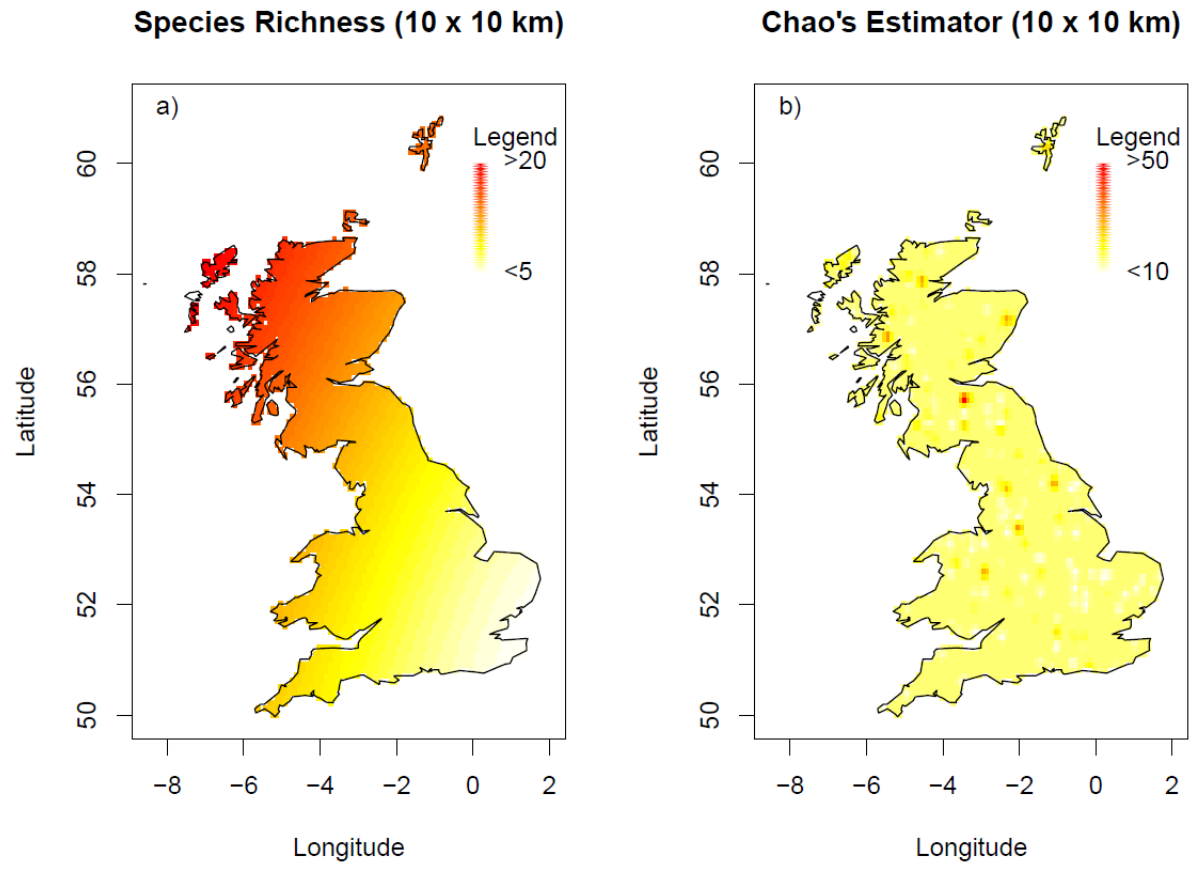 Species Richness (10 x 10 km)
a)
Legend
>20
<5
60
58
56
54
52
50
Latitude
−8 −6 −4 −2 0 2
Longitude
Chao's Estimator (10 x 10 km)
b)
Legend
>50
<10
60
58
56
54
52
50
Latitude
−8 −6 −4 −2 0 2
Longitude